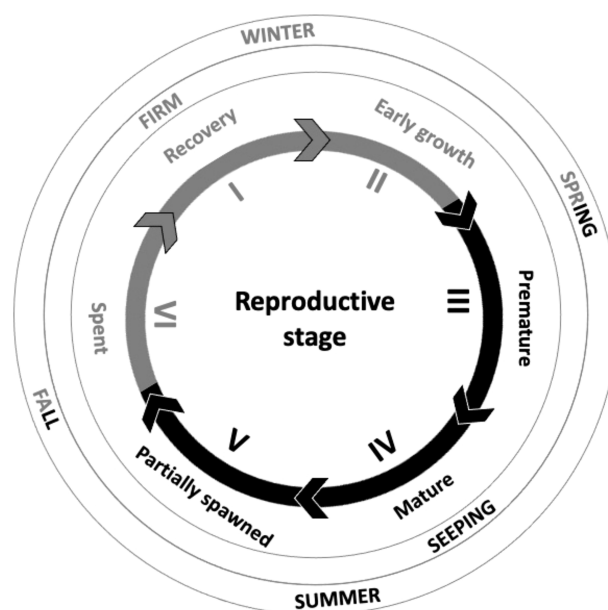 WINTER
FIRM
Recovery
Early growth
I
II
SPRING
Premature
III
Reproductive
stage
VI
Spent
FALL
V
IV
Partially spawned
Mature
SEEPING
SUMMER